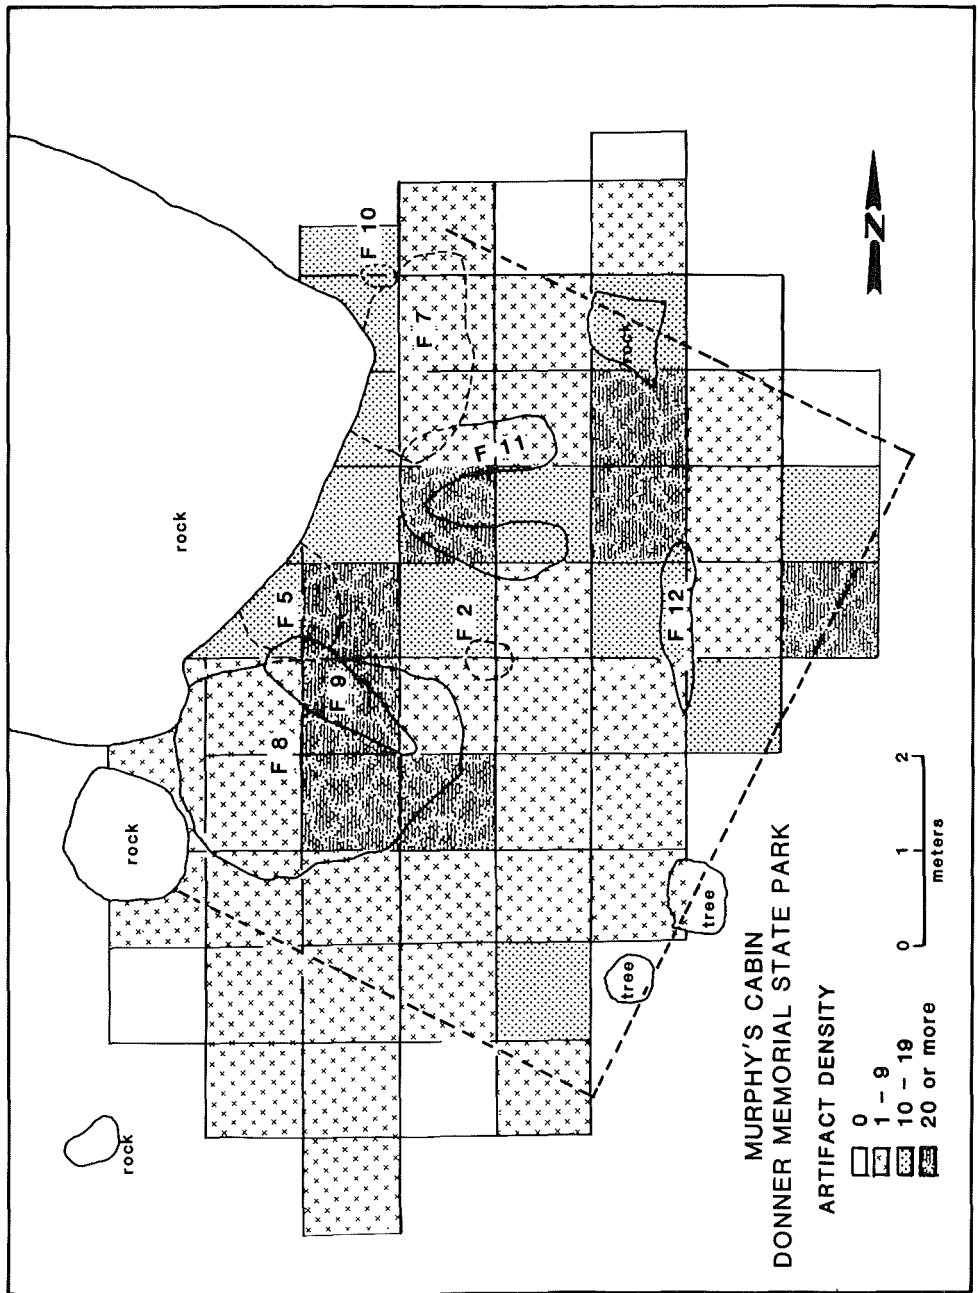 rock
rock
rock
F 10
F 7
rock
F 11
F 5
F 9
F 8
F 2
F 12
tree
tree
N
MURPHY'S CABIN
DONNER MEMORIAL STATE PARK
ARTIFACT DENSITY
0
1 – 9
10 – 19
20 or more
0 1 2
meters